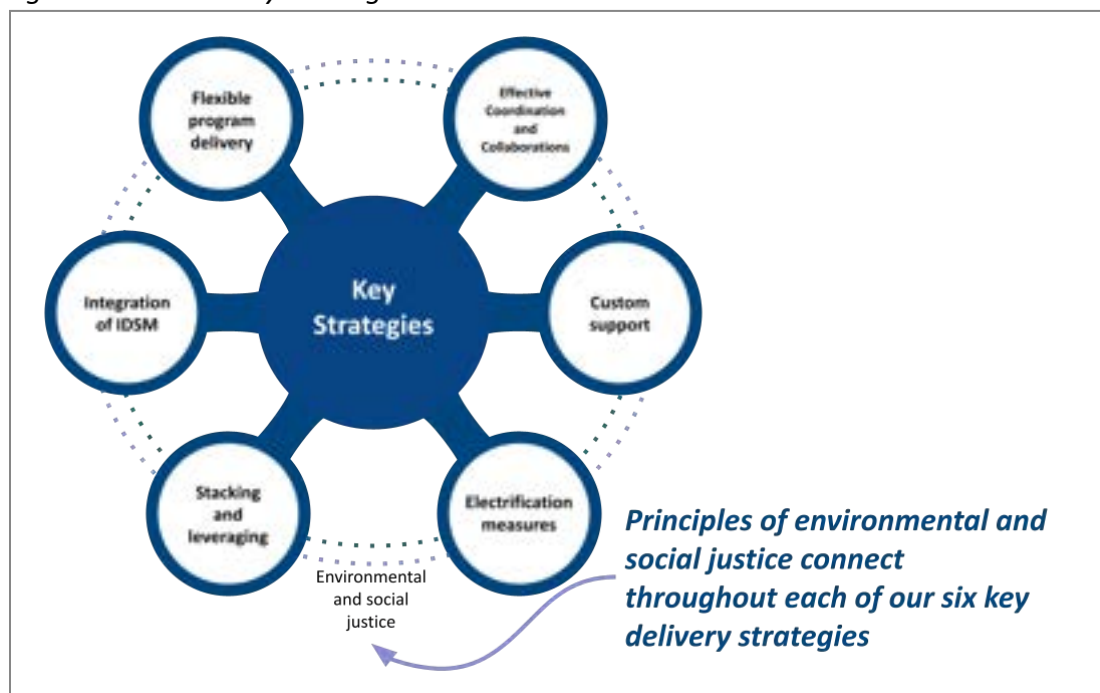 Flexible
program
delivery
Effective
Coordination
and
Collaborations
Integration
of IDSM
Key
Strategies
Custom
support
Stacking
and
leveraging
Electrification
measures
Environmental
and social
justice
Principles of environmental and
social justice connect
throughout each of our six key
delivery strategies